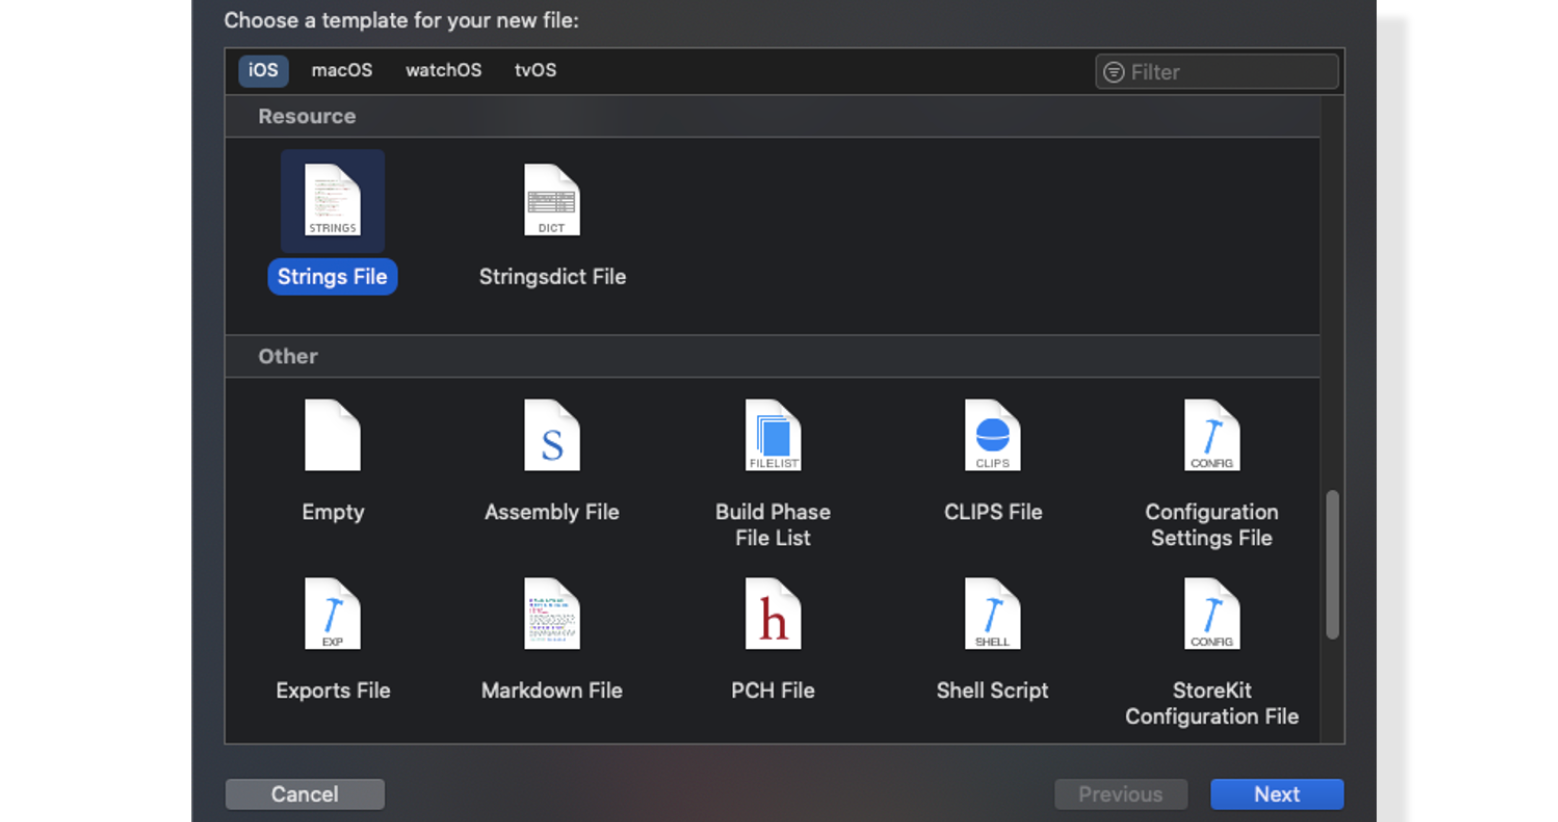 Choose a template for your new file:
iOS macOS watchOS tvOS Filter
Resource
STRINGS DICT
Strings File Stringsdict File
Other
S FILELIST CLIPS CONFIG
Empty Assembly File Build Phase File List CLIPS File Configuration Settings File
EXP h SHELL CONFIG
Exports File Markdown File PCH File Shell Script StoreKit Configuration File
Cancel Previous Next